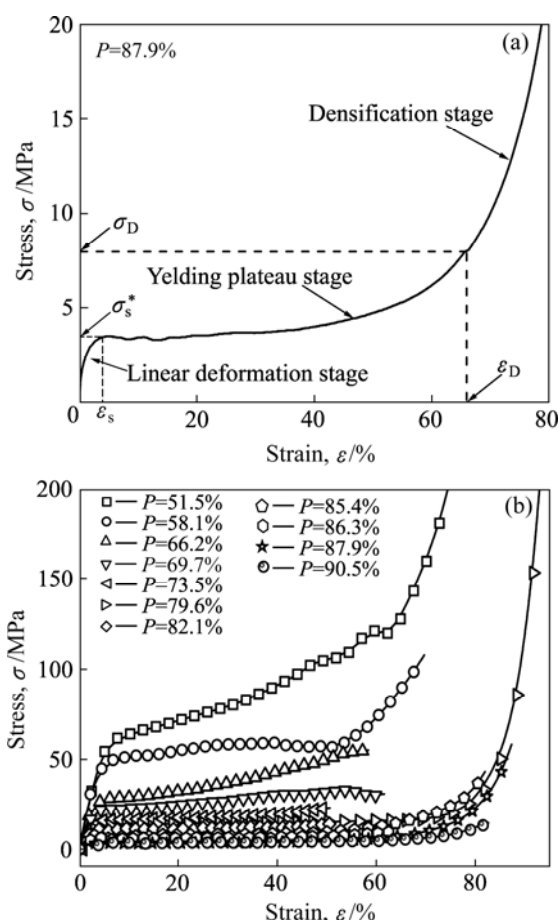 (a)
P=87.9%
20
15
10
5
0
Stress, σ/MPa
σD
σs*
Densification stage
Yelding plateau stage
Linear deformation stage
εs
εD
0 20 40 60 80
Strain, ε/%
(b)
200
150
100
50
0
Stress, σ/MPa
P=51.5%
P=58.1%
P=66.2%
P=69.7%
P=73.5%
P=79.6%
P=82.1%
P=85.4%
P=86.3%
P=87.9%
P=90.5%
0 20 40 60 80
Strain, ε/%